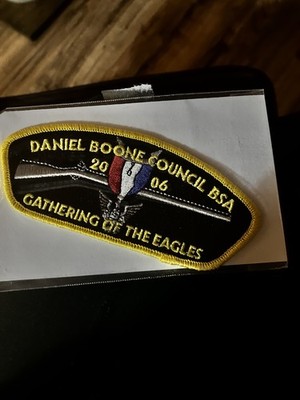 DANIEL BOONE COUNCIL BSA
20 06
GATHERING OF THE EAGLES